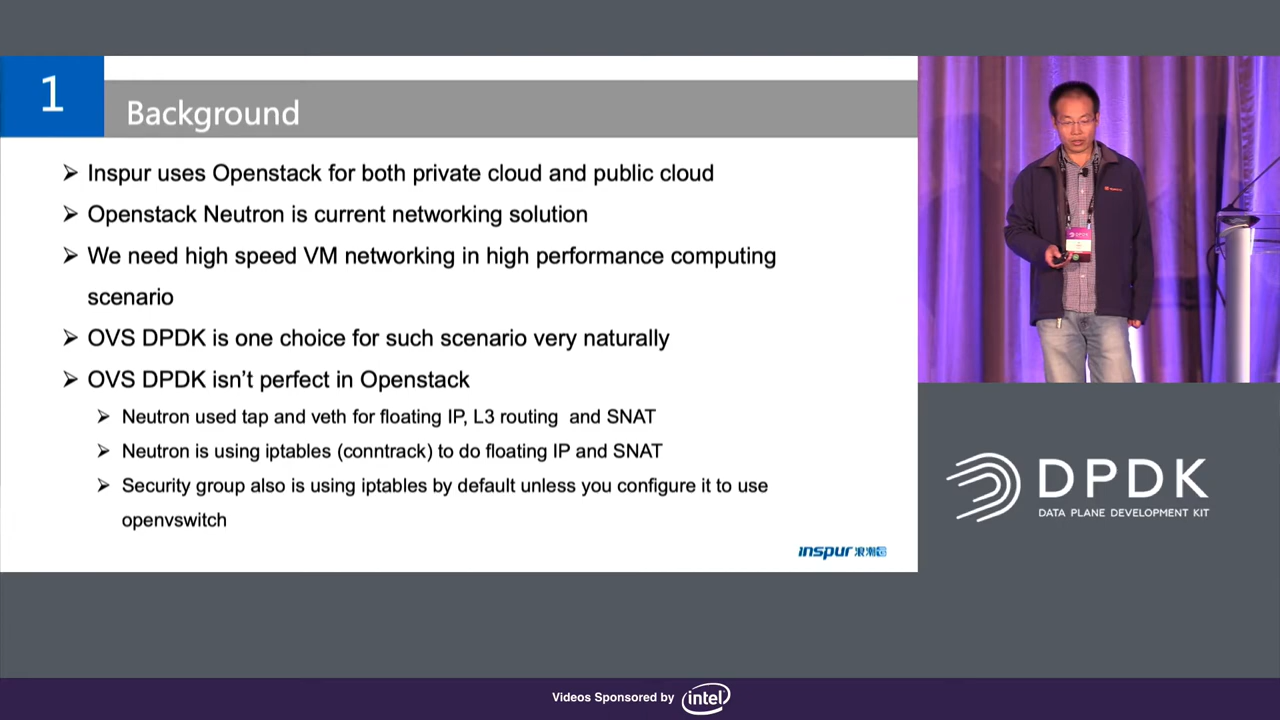 1
Background
Inspur uses Openstack for both private cloud and public cloud
Openstack Neutron is current networking solution
We need high speed VM networking in high performance computing
scenario
OVS DPDK is one choice for such scenario very naturally
OVS DPDK isn’t perfect in Openstack
Neutron used tap and veth for floating IP, L3 routing and SNAT
Neutron is using iptables (conntrack) to do floating IP and SNAT
Security group also is using iptables by default unless you configure it to use
openvswitch
inspur 浪潮
DPDK
DATA PLANE DEVELOPMENT KIT
Videos Sponsored by intel